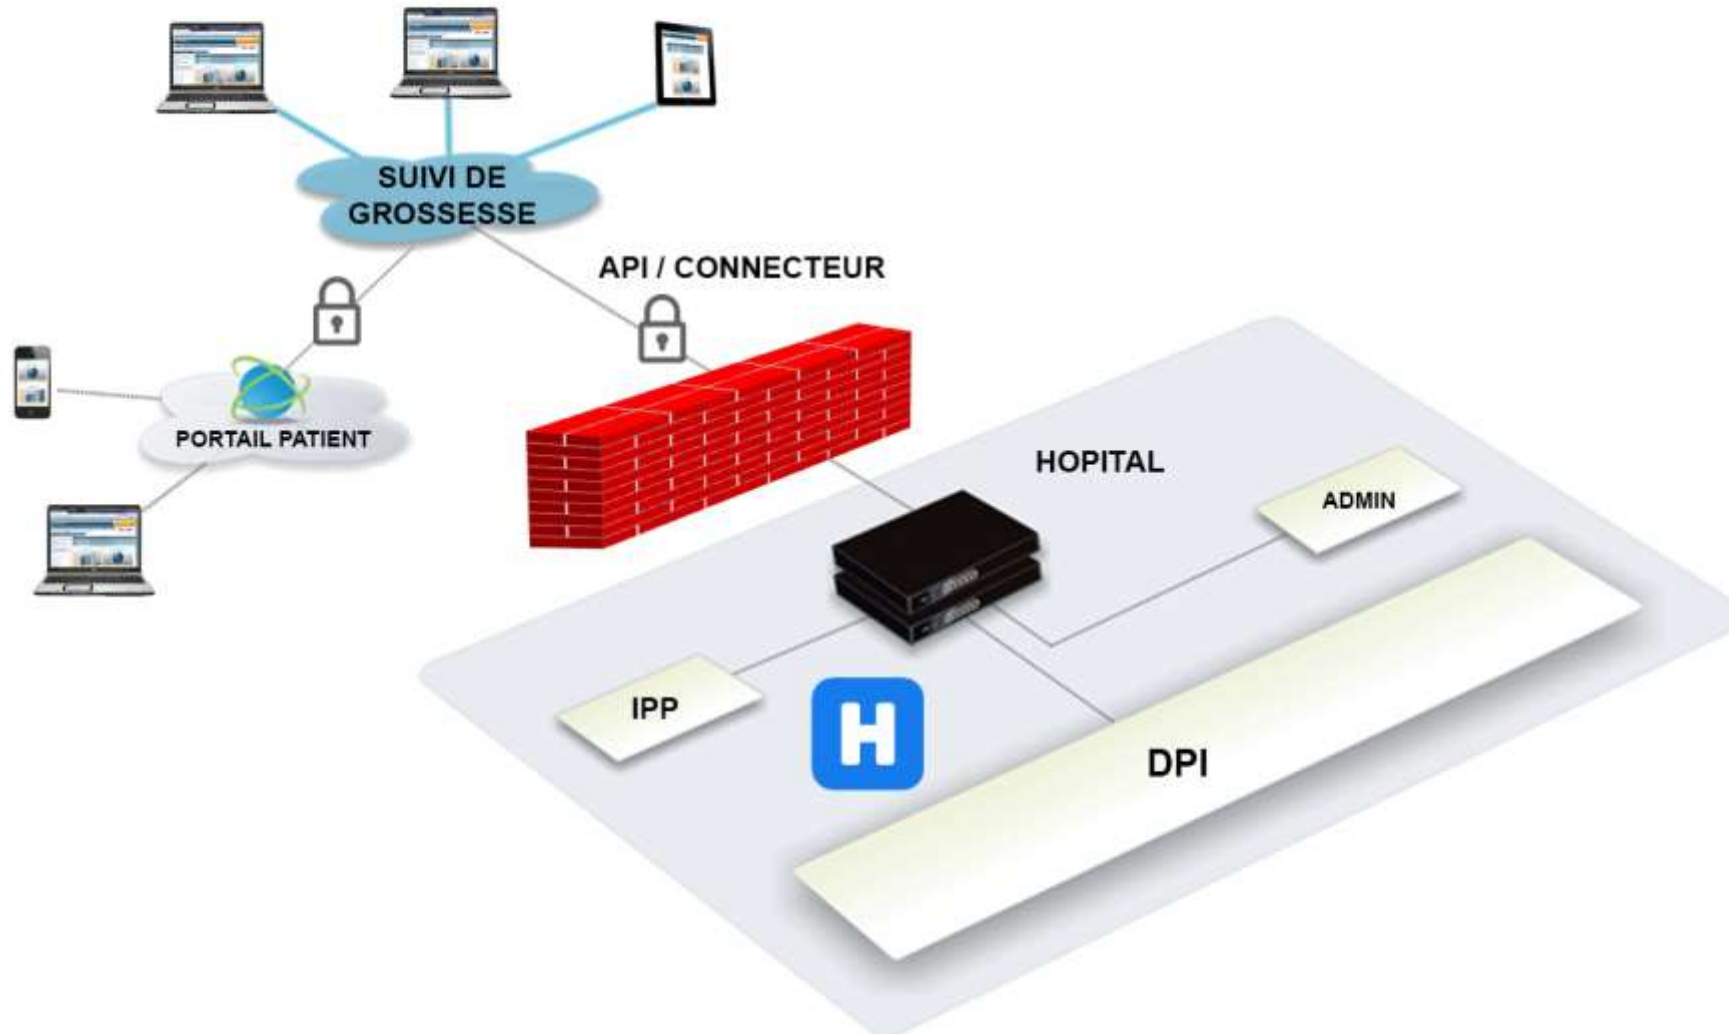 SUIVI DE
GROSSESSE
API / CONNECTEUR
PORTAIL PATIENT
HOPITAL
ADMIN
IPP
H
DPI